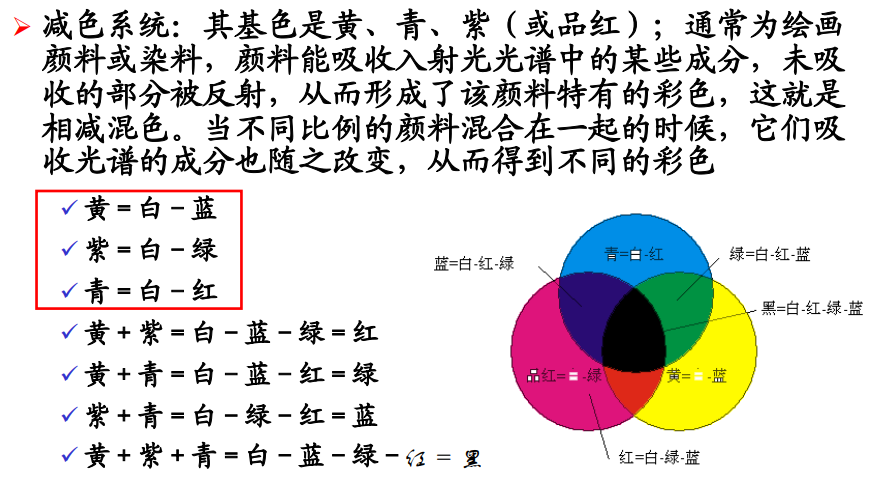 减色系统：其基色是黄、青、紫（或品红）；通常为绘画
颜料或染料，颜料能吸收入射光光谱中的某些成分，未吸
收的部分被反射，从而形成了该颜料特有的彩色，这就是
相减混色。当不同比例的颜料混合在一起的时候，它们吸
收光谱的成分也随之改变，从而得到不同的彩色
黄＝白－蓝
紫＝白－绿
青＝白－红
黄＋紫＝白－蓝－绿＝红
黄＋青＝白－蓝－红＝绿
紫＋青＝白－绿－红＝蓝
黄＋紫＋青＝白－蓝－绿－红＝黑
青=白-红
蓝=白-红-绿
绿=白-红-蓝
黑=白-红-绿-蓝
品红=白-绿
黄=白-蓝
红=白-绿-蓝